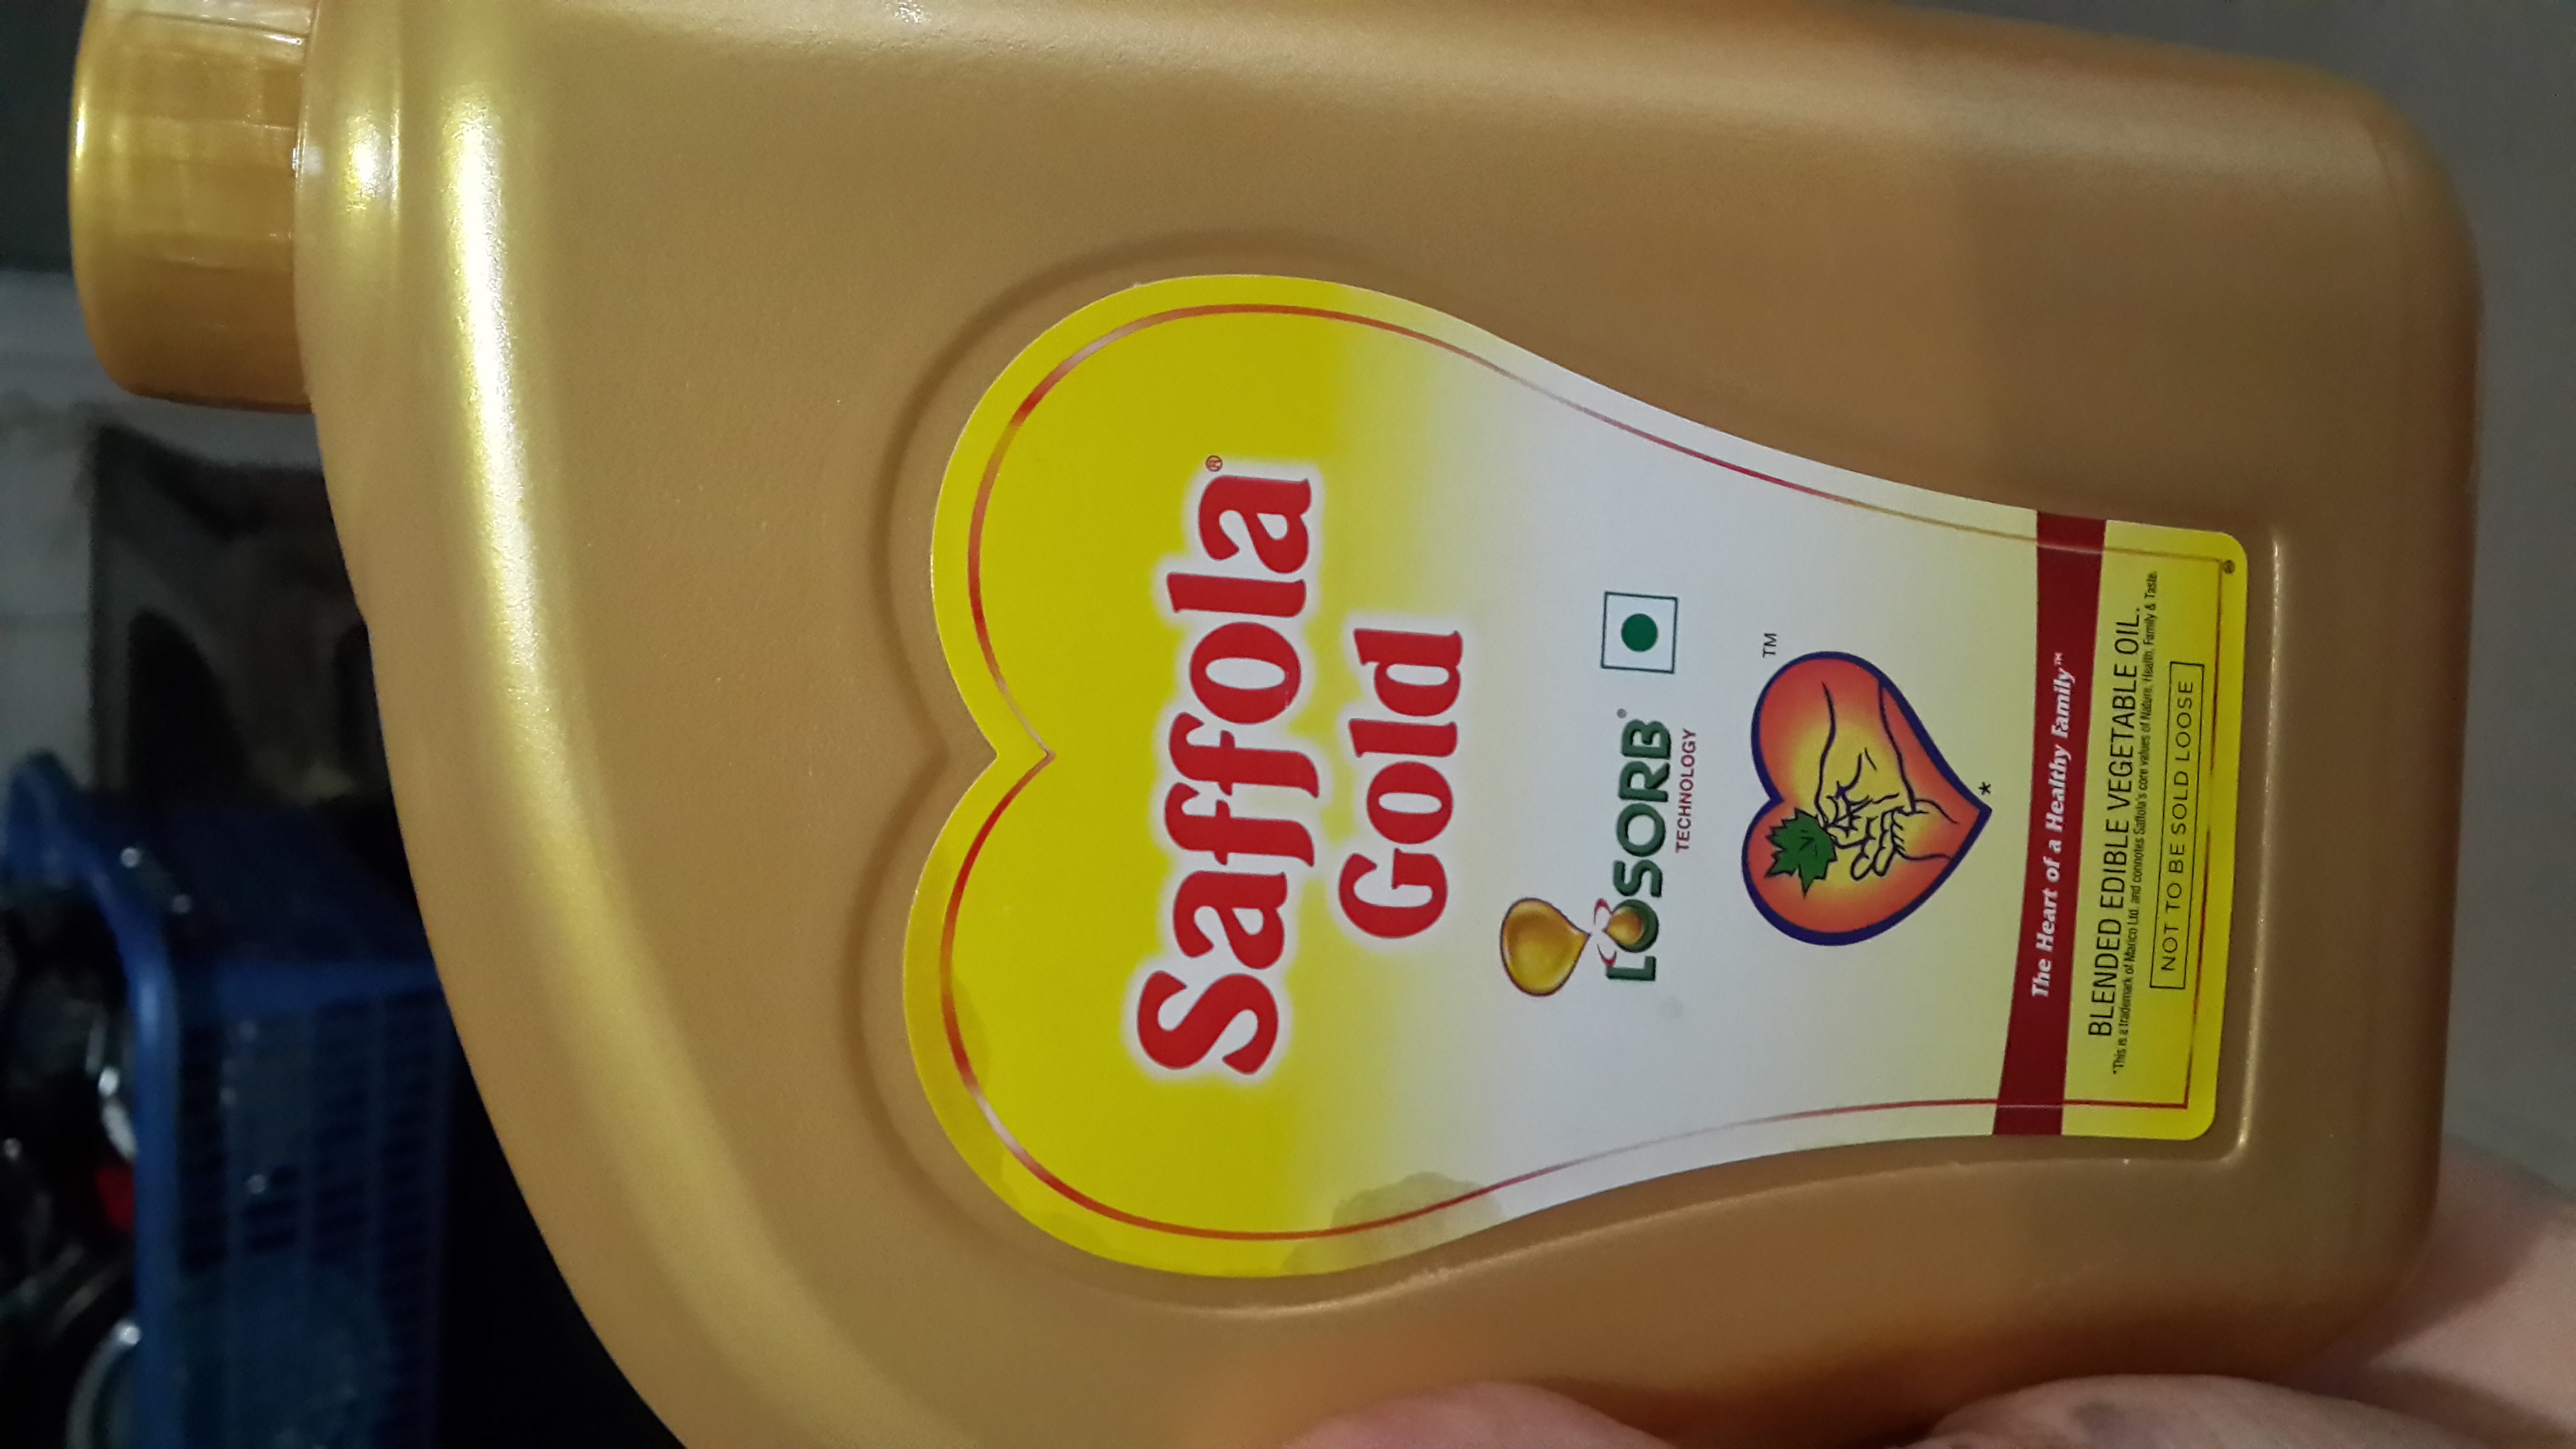 Saffola®
Gold
LOSORB®
TECHNOLOGY
TM
*
The Heart of a Healthy Family™
BLENDED EDIBLE VEGETABLE OIL.
*This is a trademark of Marico Ltd. and connotes Saffola's core values of Nature, Health, Family & Taste.
NOT TO BE SOLD LOOSE
®